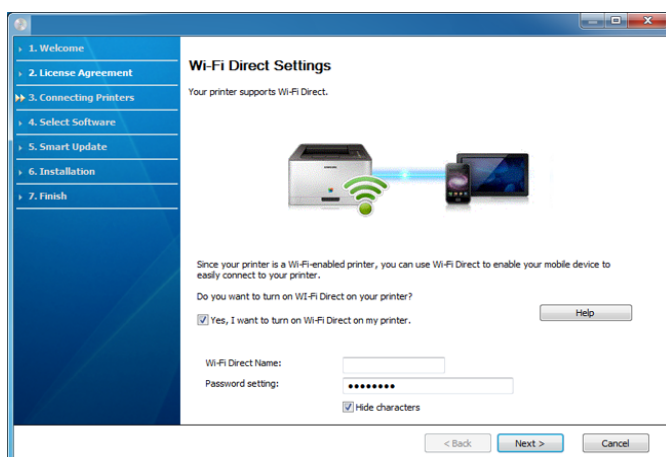 1. Welcome
2. License Agreement
3. Connecting Printers
4. Select Software
5. Smart Update
6. Installation
7. Finish
Wi-Fi Direct Settings
Your printer supports Wi-Fi Direct.
Since your printer is a Wi-Fi-enabled printer, you can use Wi-Fi Direct to enable your mobile device to
easily connect to your printer.
Do you want to turn on WI-Fi Direct on your printer?
Yes, I want to turn on Wi-Fi Direct on my printer.
Help
Wi-Fi Direct Name:
Password setting:
Hide characters
< Back
Next >
Cancel